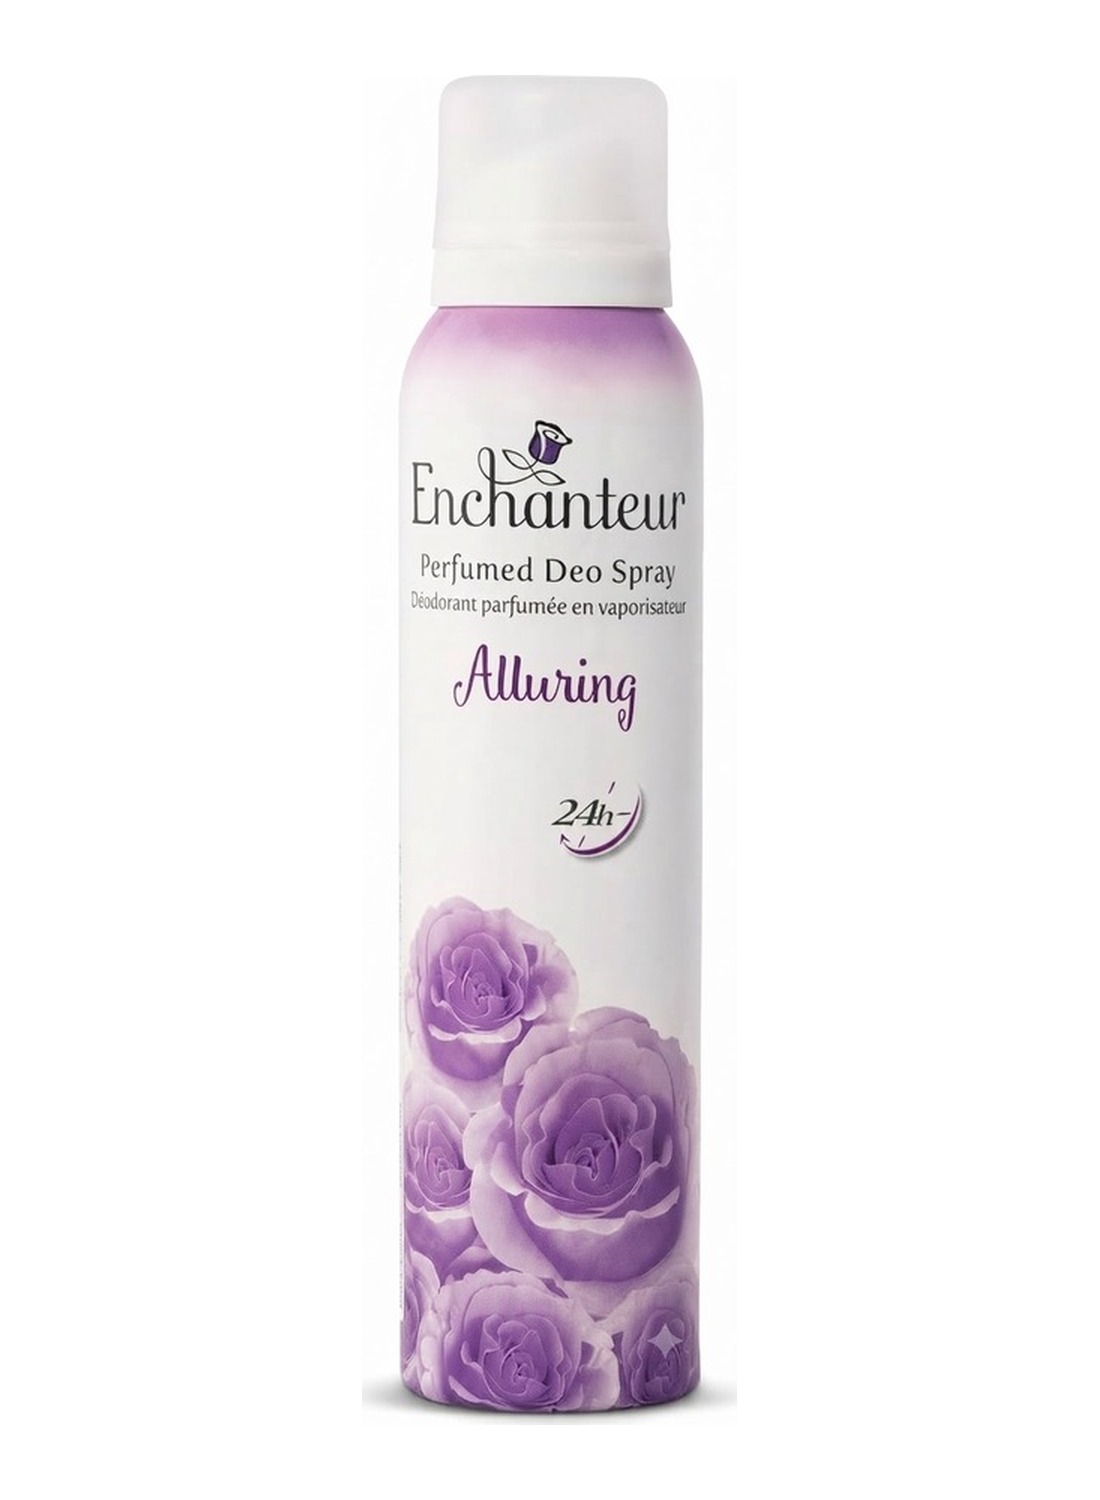 Enchanteur
Perfumed Deo Spray
Déodorant parfumée en vaporisateur
Alluring
24h